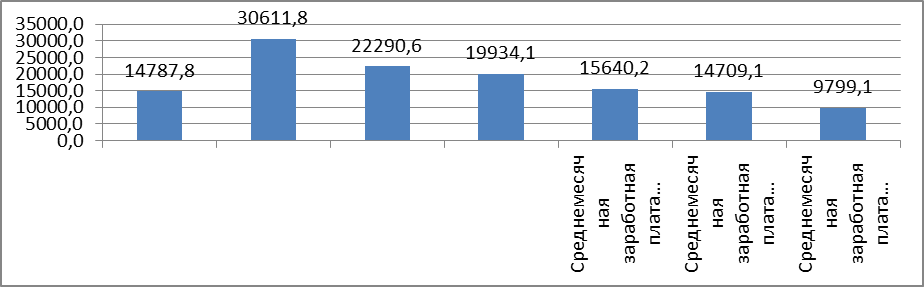 35000,0
30000,0
25000,0
20000,0
15000,0
10000,0
5000,0
0,0
14787,8
30611,8
22290,6
19934,1
15640,2
14709,1
9799,1
Среднемесяч
ная
заработная
плата...
Среднемесяч
ная
заработная
плата...
Среднемесяч
ная
заработная
плата...